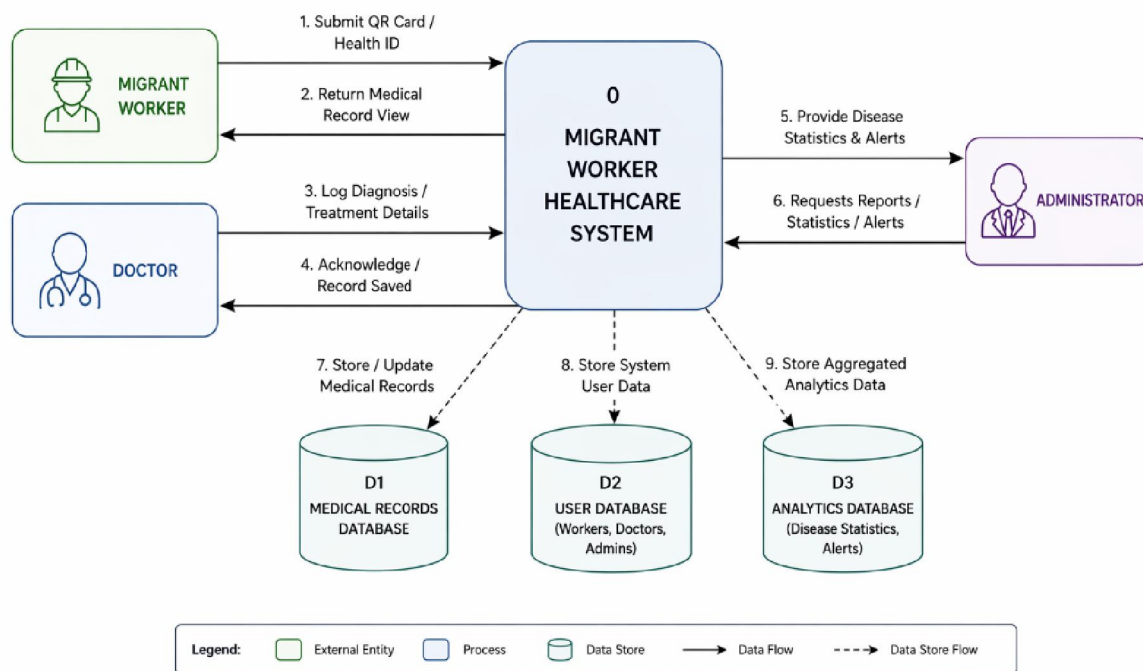 1. Submit QR Card /
Health ID
MIGRANT
WORKER
2. Return Medical
Record View
0
MIGRANT
WORKER
HEALTHCARE
SYSTEM
5. Provide Disease
Statistics & Alerts
ADMINISTRATOR
6. Requests Reports /
Statistics / Alerts
3. Log Diagnosis /
Treatment Details
DOCTOR
4. Acknowledge /
Record Saved
7. Store / Update
Medical Records
8. Store System
User Data
9. Store Aggregated
Analytics Data
D1
MEDICAL RECORDS
DATABASE
D2
USER DATABASE
(Workers, Doctors,
Admins)
D3
ANALYTICS DATABASE
(Disease Statistics,
Alerts)
Legend: External Entity Process Data Store Data Flow Data Store Flow